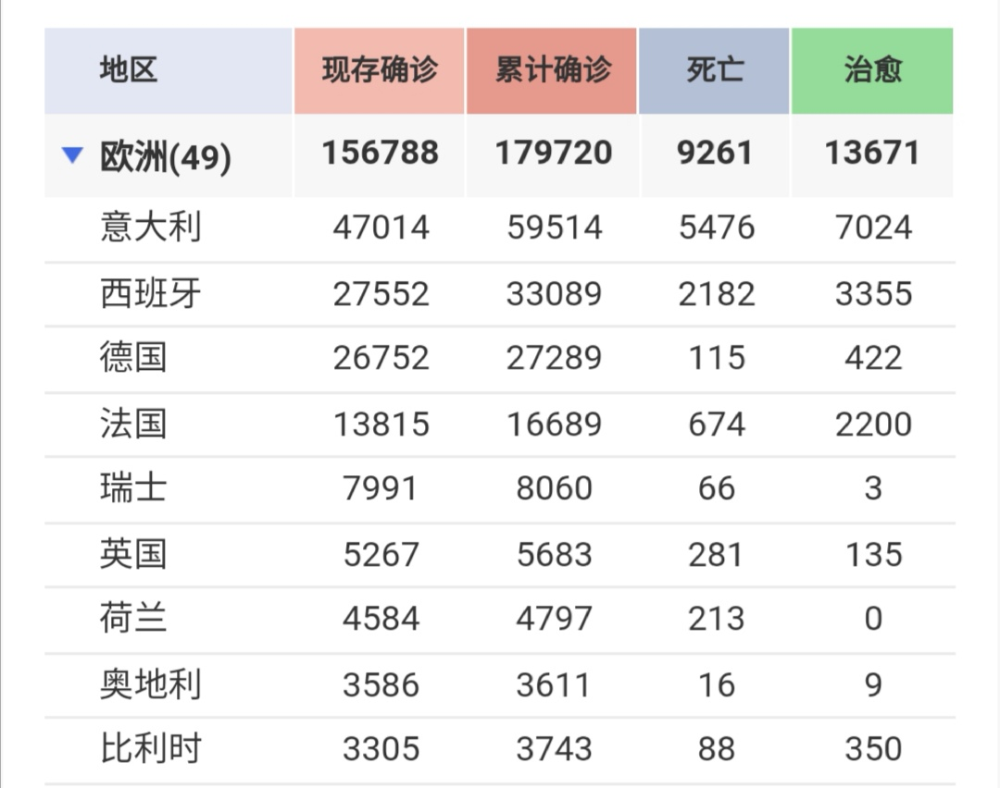 地区 现存确诊 累计确诊 死亡 治愈
欧洲(49) 156788 179720 9261 13671
意大利 47014 59514 5476 7024
西班牙 27552 33089 2182 3355
德国 26752 27289 115 422
法国 13815 16689 674 2200
瑞士 7991 8060 66 3
英国 5267 5683 281 135
荷兰 4584 4797 213 0
奥地利 3586 3611 16 9
比利时 3305 3743 88 350